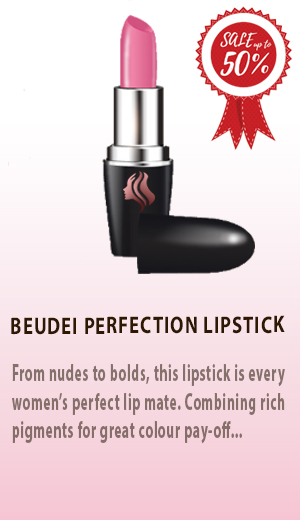 SALE up to
50%
BEUDEI PERFECTION LIPSTICK
From nudes to bolds, this lipstick is every
women's perfect lip mate. Combining rich
pigments for great colour pay-off...